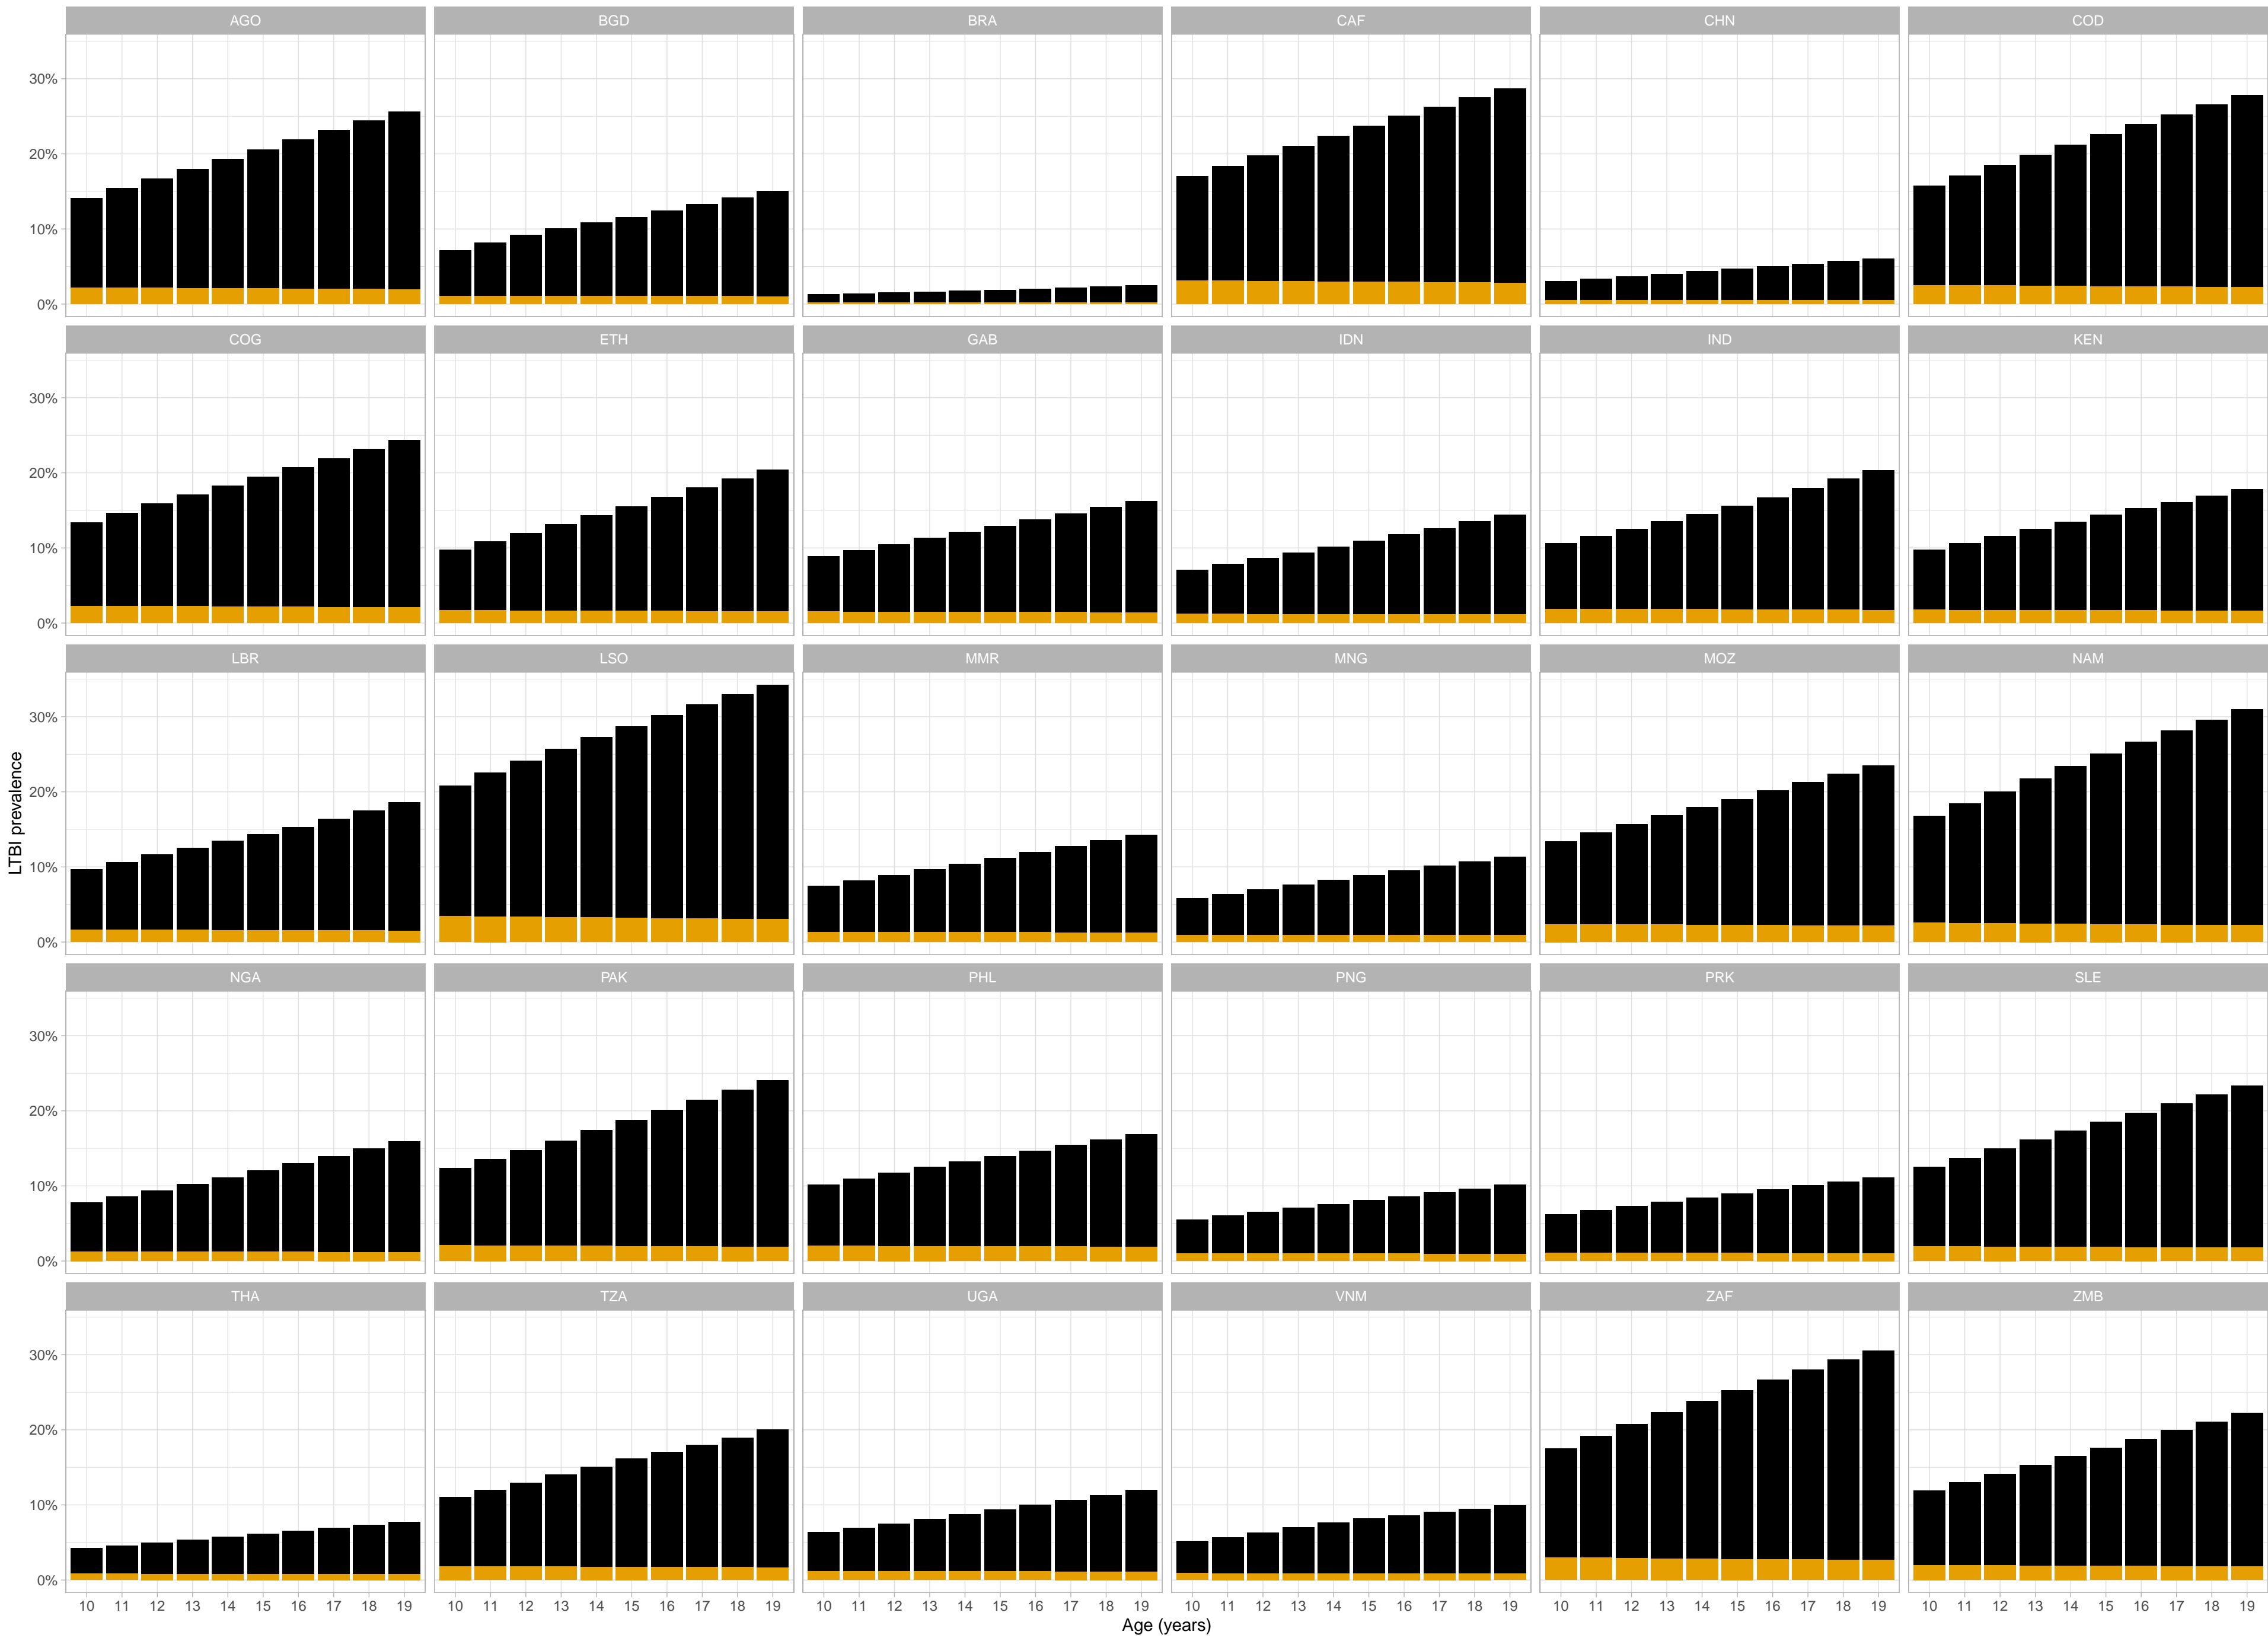 AGO BGD BRA CAF CHN COD
30%
20%
10%
0%
COG ETH GAB IDN IND KEN
30%
20%
10%
0%
LBR LSO MMR MNG MOZ NAM
30%
20%
10%
0%
LTBI prevalence
NGA PAK PHL PNG PRK SLE
30%
20%
10%
0%
THA TZA UGA VNM ZAF ZMB
30%
20%
10%
0%
10 11 12 13 14 15 16 17 18 19 10 11 12 13 14 15 16 17 18 19 10 11 12 13 14 15 16 17 18 19 10 11 12 13 14 15 16 17 18 19 10 11 12 13 14 15 16 17 18 19 10 11 12 13 14 15 16 17 18 19
Age (years)